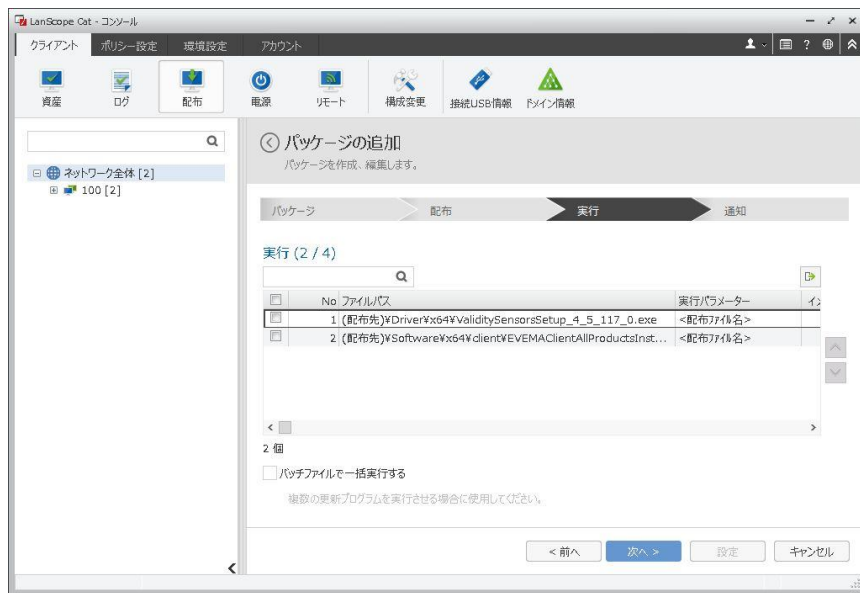 LanScope Cat - コンソール
クライアント ポリシー設定 環境設定 アカウント
?
資産 ログ 配布 電源 リモート 構成変更 接続USB情報 ドメイン情報
パッケージの追加
パッケージを作成、編集します。
ネットワーク全体 [2]
100 [2]
パッケージ 配布 実行 通知
実行 (2 / 4)
No ファイルパス 実行パラメーター
1 (配布先)¥Driver¥x64¥ValiditySensorsSetup_4_5_117_0.exe <配布ファイル名>
2 (配布先)¥Software¥x64¥client¥EVEMAClientAllProductsInst... <配布ファイル名>
2 個
バッチファイルで一括実行する
複数の更新プログラムを実行させる場合に使用してください。
< 前へ 次へ > 設定 キャンセル